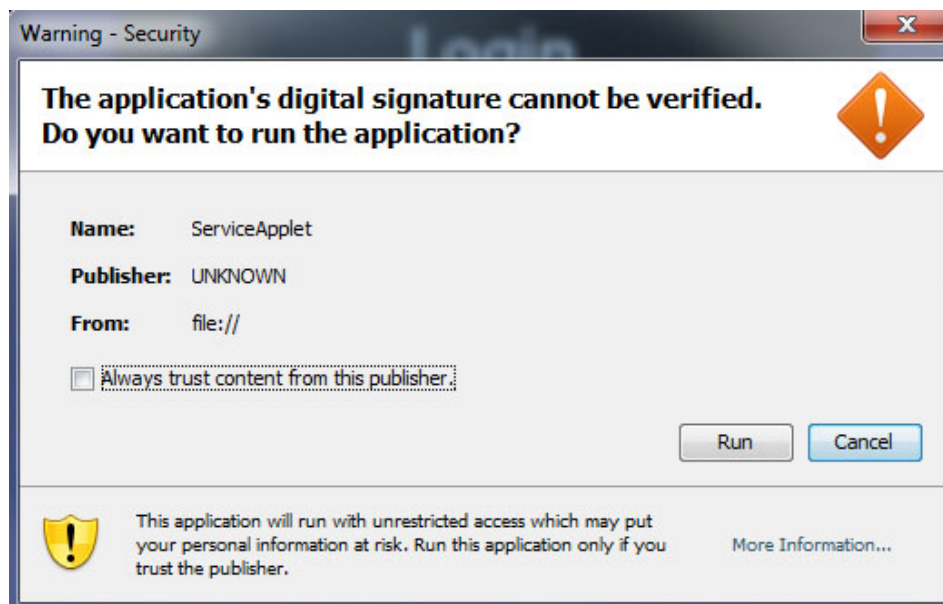 Warning - Security
Login
The application's digital signature cannot be verified.
Do you want to run the application?
Name: ServiceApplet
Publisher: UNKNOWN
From: file://
Always trust content from this publisher.
Run Cancel
This application will run with unrestricted access which may put
your personal information at risk. Run this application only if you
trust the publisher.
More Information...